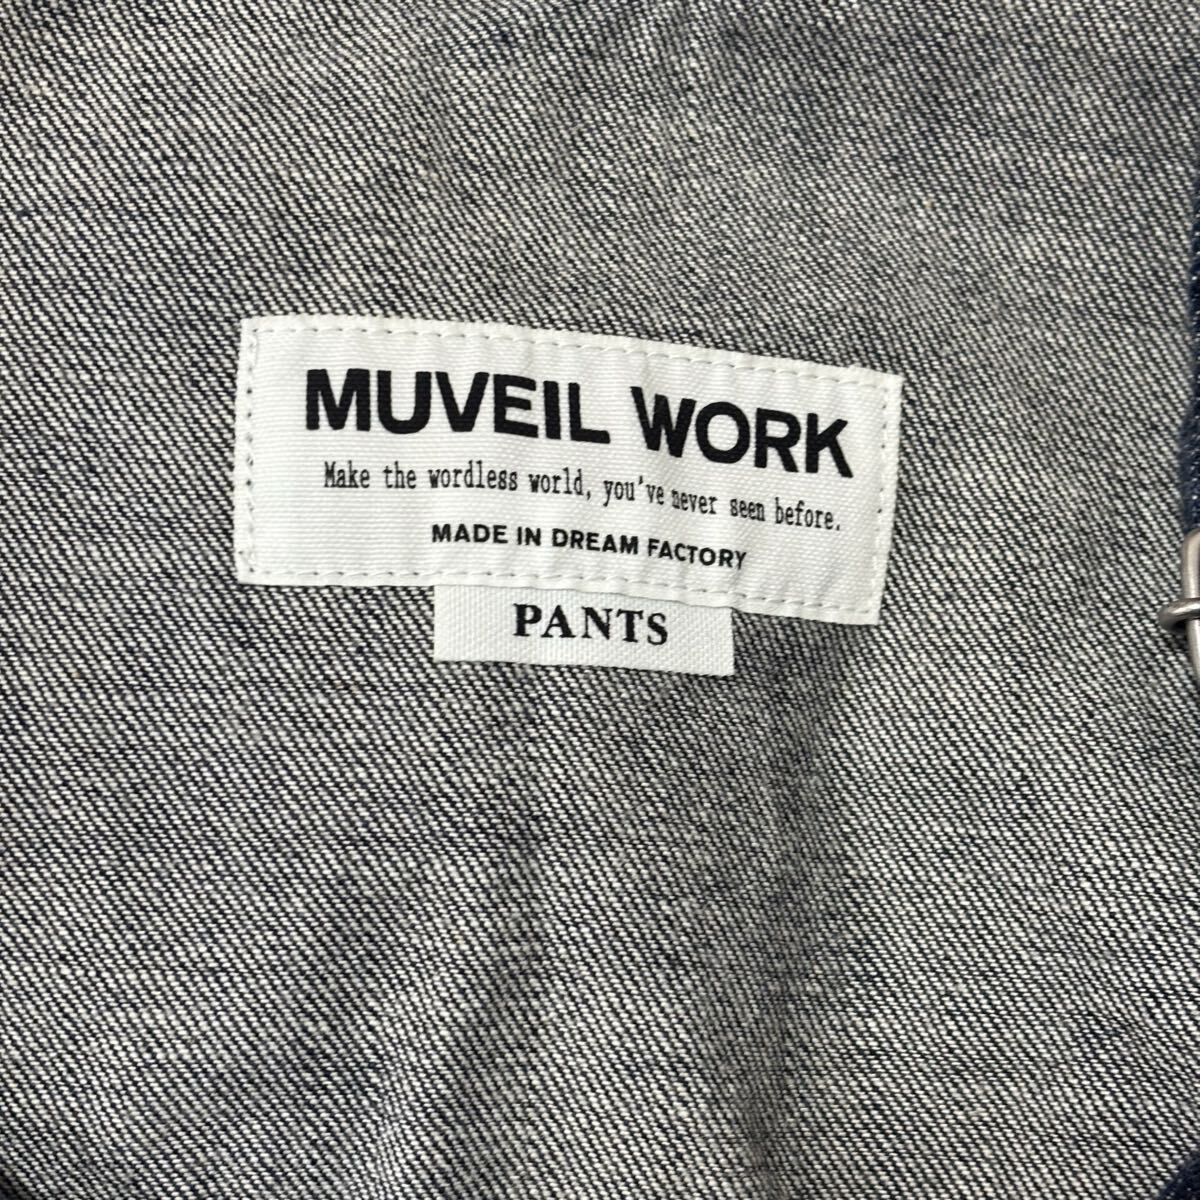 MUVEIL WORK
Make the wordless world, you've never seen before.
MADE IN DREAM FACTORY
PANTS